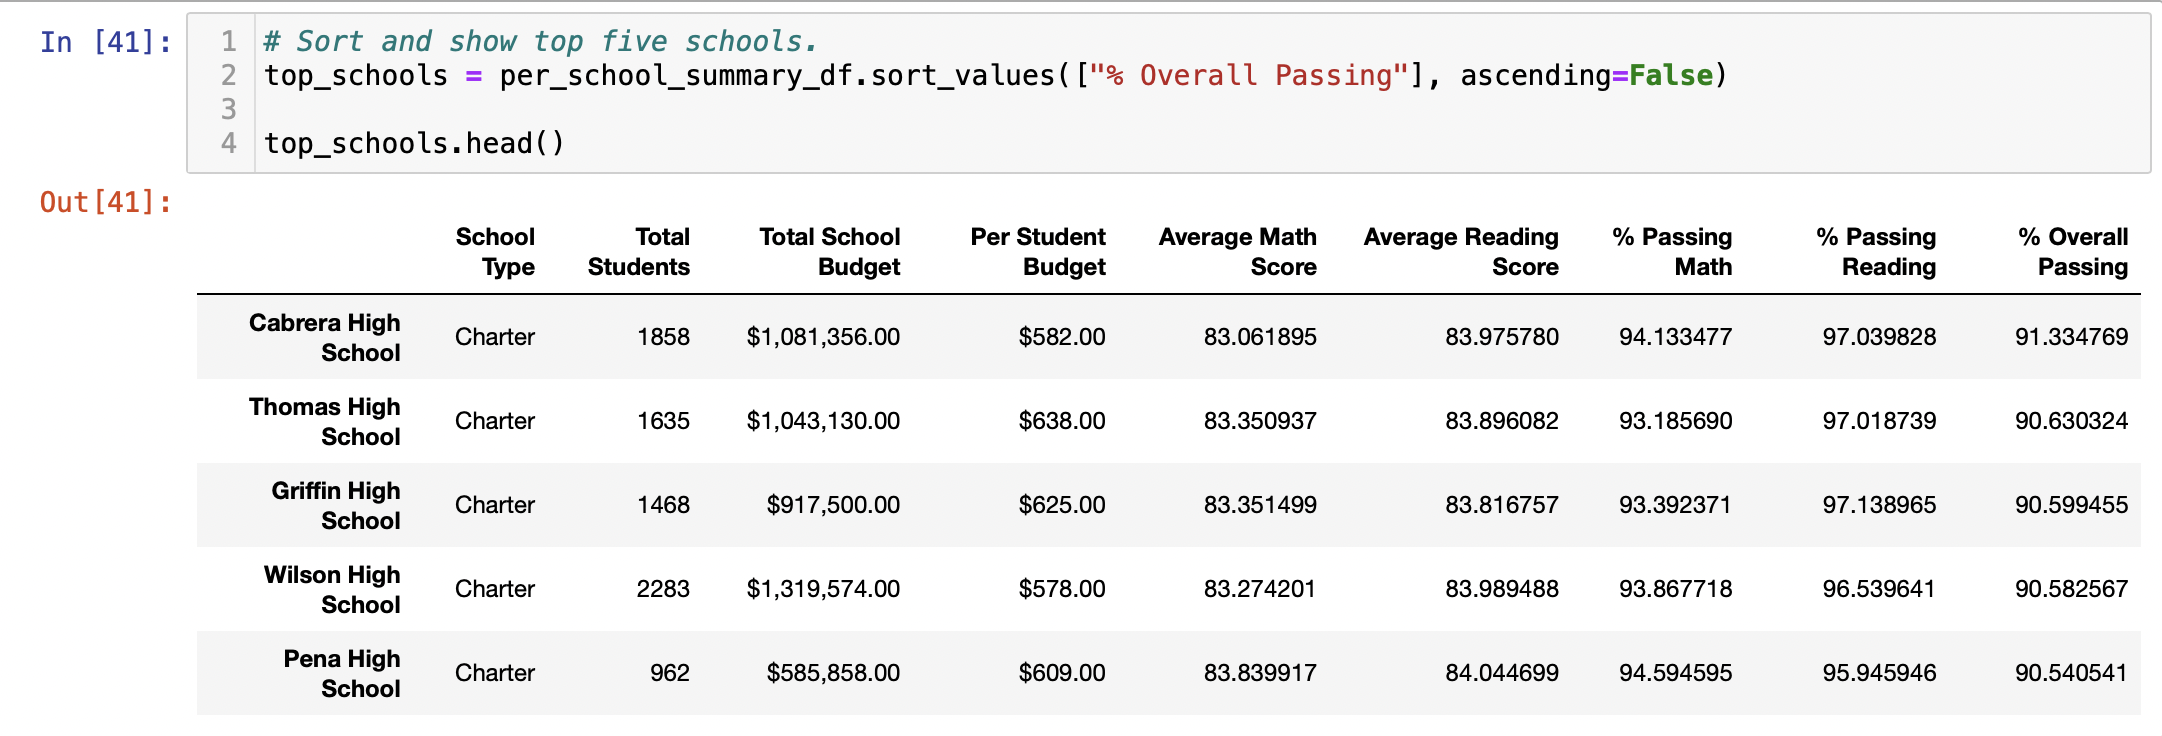 In [41]:
1 # Sort and show top five schools.
2 top_schools = per_school_summary_df.sort_values(["% Overall Passing"], ascending=False)
3
4 top_schools.head()
Out[41]:
School Type Total Students Total School Budget Per Student Budget Average Math Score Average Reading Score % Passing Math % Passing Reading % Overall Passing
Cabrera High School Charter 1858 $1,081,356.00 $582.00 83.061895 83.975780 94.133477 97.039828 91.334769
Thomas High School Charter 1635 $1,043,130.00 $638.00 83.350937 83.896082 93.185690 97.018739 90.630324
Griffin High School Charter 1468 $917,500.00 $625.00 83.351499 83.816757 93.392371 97.138965 90.599455
Wilson High School Charter 2283 $1,319,574.00 $578.00 83.274201 83.989488 93.867718 96.539641 90.582567
Pena High School Charter 962 $585,858.00 $609.00 83.839917 84.044699 94.594595 95.945946 90.540541